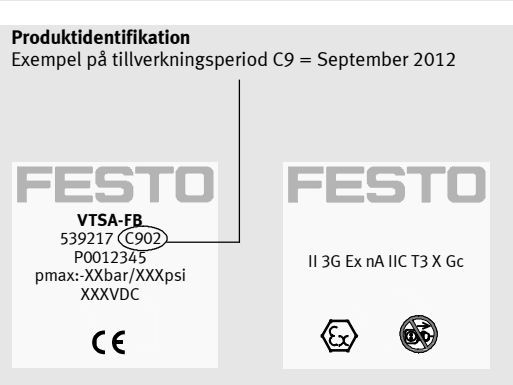 Produktidentifikation
Exempel på tillverkningsperiod C9 = September 2012
FESTO
VTSA-FB
539217 C902
P0012345
pmax:-XXbar/XXXpsi
XXXVDC
CE
FESTO
II 3G Ex nA IIC T3 X Gc
Ex